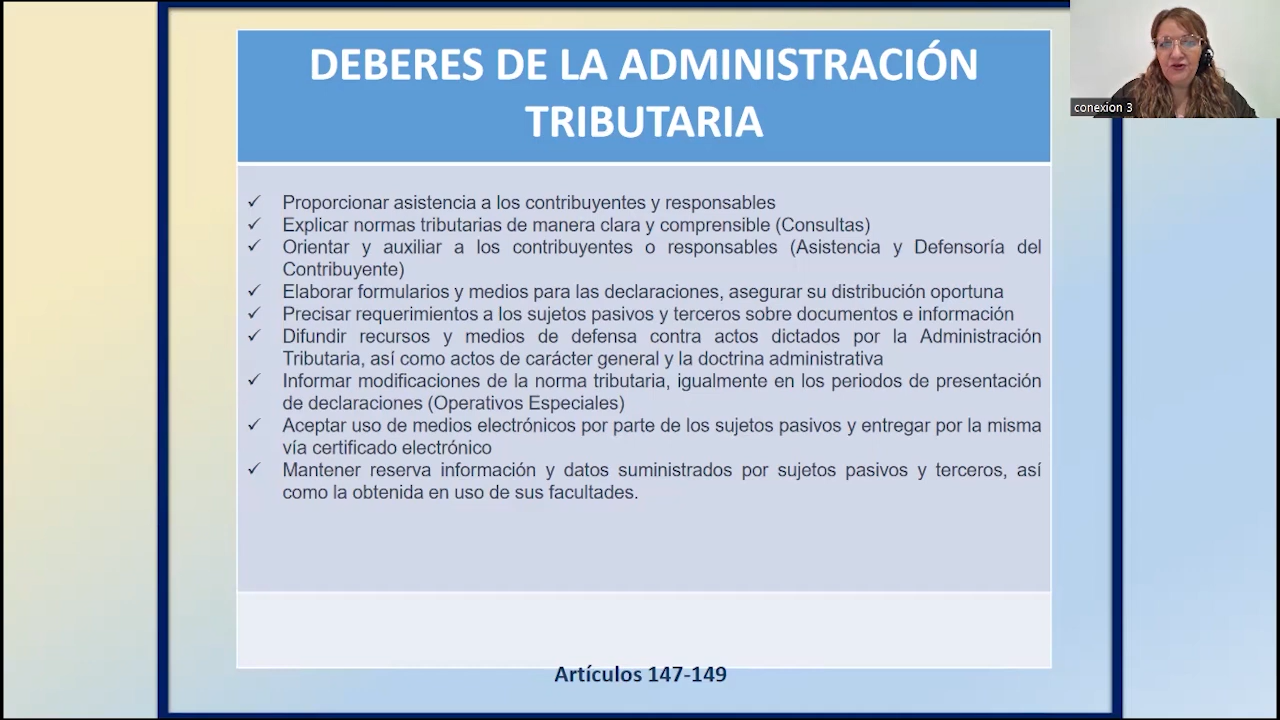 DEBERES DE LA ADMINISTRACIÓN
TRIBUTARIA
conexion 3
✓ Proporcionar asistencia a los contribuyentes y responsables
✓ Explicar normas tributarias de manera clara y comprensible (Consultas)
✓ Orientar y auxiliar a los contribuyentes o responsables (Asistencia y Defensoría del
Contribuyente)
✓ Elaborar formularios y medios para las declaraciones, asegurar su distribución oportuna
✓ Precisar requerimientos a los sujetos pasivos y terceros sobre documentos e información
✓ Difundir recursos y medios de defensa contra actos dictados por la Administración
Tributaria, así como actos de carácter general y la doctrina administrativa
✓ Informar modificaciones de la norma tributaria, igualmente en los periodos de presentación
de declaraciones (Operativos Especiales)
✓ Aceptar uso de medios electrónicos por parte de los sujetos pasivos y entregar por la misma
vía certificado electrónico
✓ Mantener reserva información y datos suministrados por sujetos pasivos y terceros, así
como la obtenida en uso de sus facultades.
Artículos 147-149